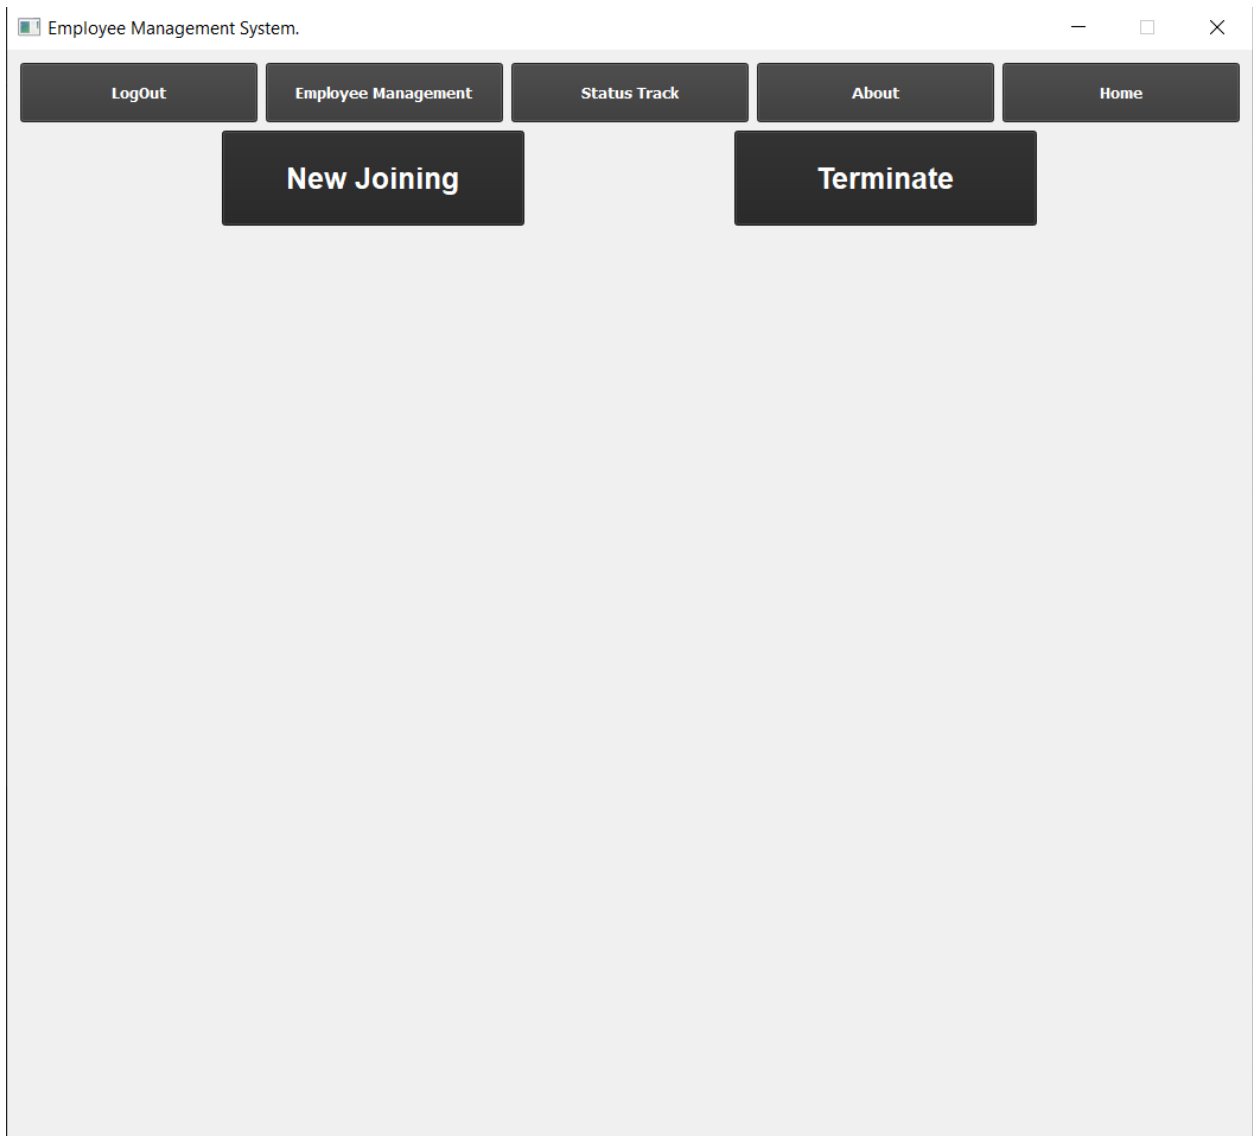 Employee Management System.
LogOut Employee Management Status Track About Home
New Joining Terminate